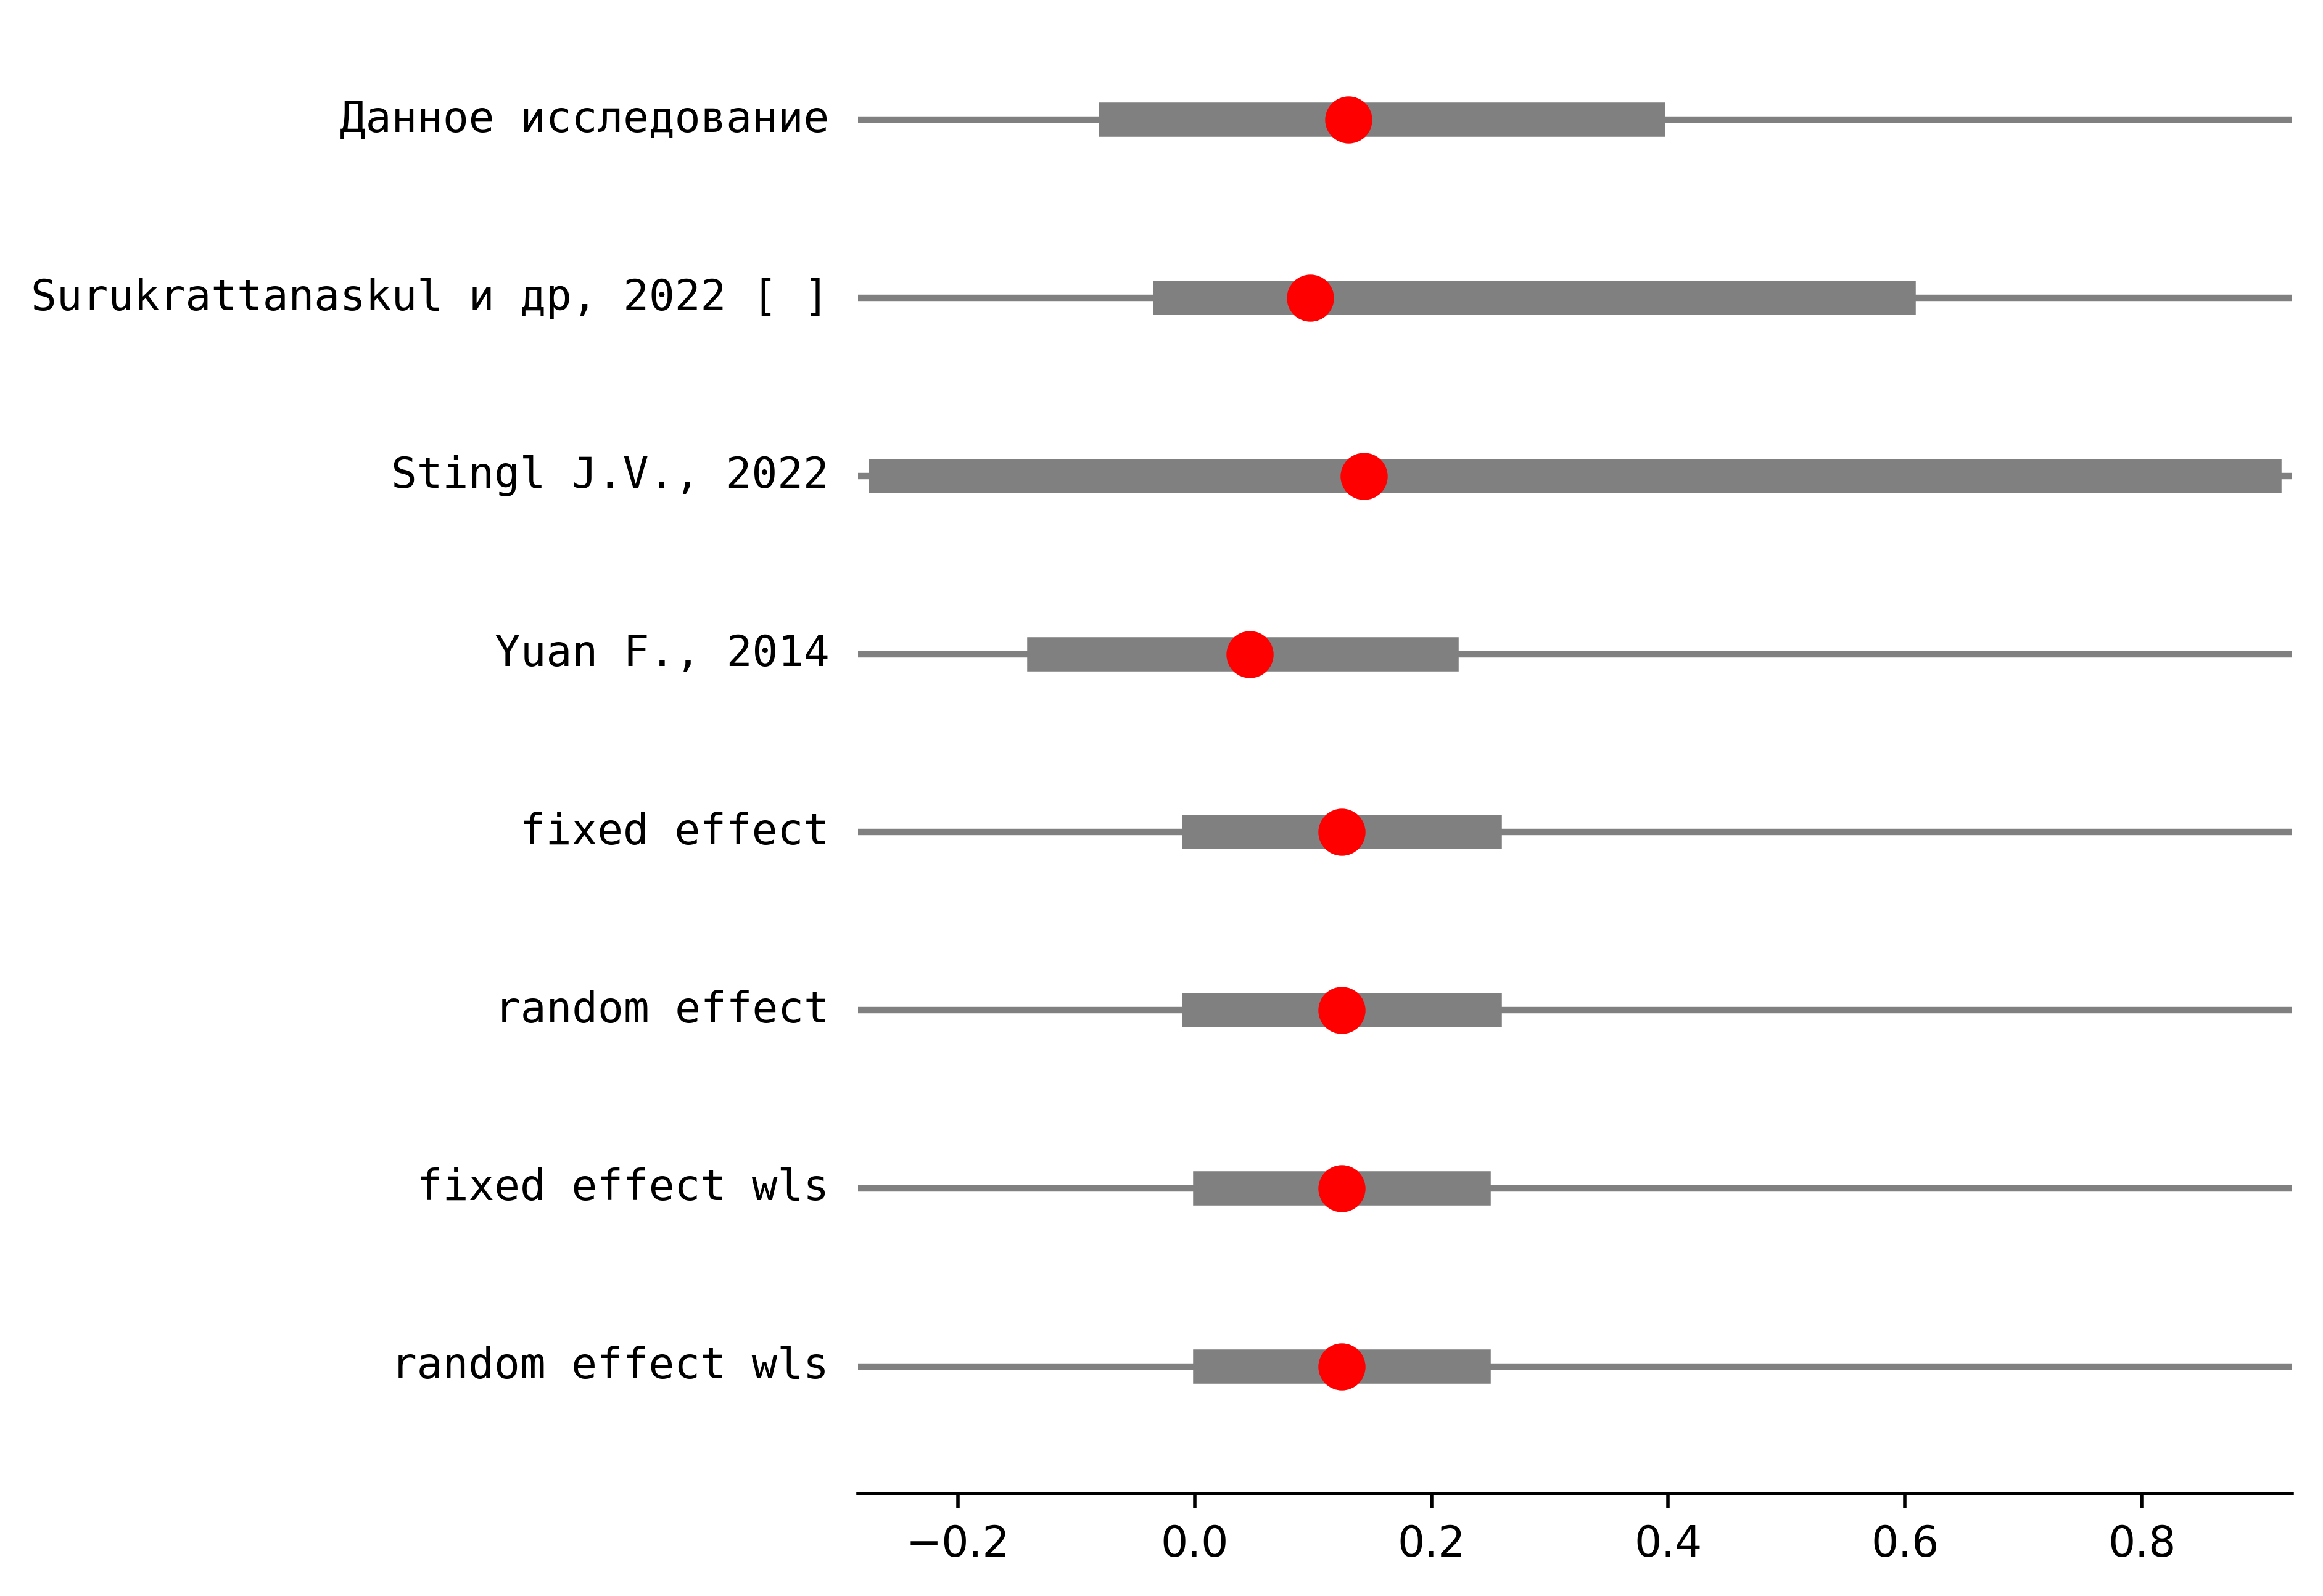 Данное исследование
Surukrattanaskul и др, 2022 [ ]
Stingl J.V., 2022
Yuan F., 2014
fixed effect
random effect
fixed effect wls
random effect wls
−0.2 0.0 0.2 0.4 0.6 0.8